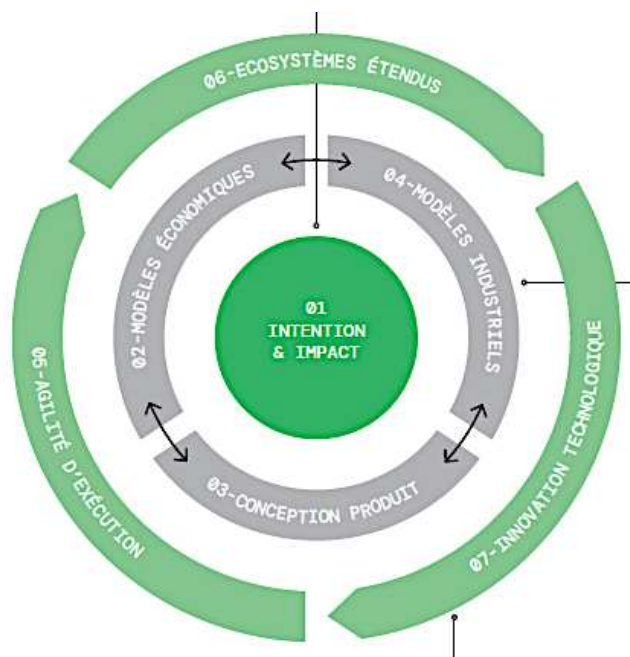 06-ECOSYSTÈMES ÉTENDUS
02-MODÈLES ÉCONOMIQUES
04-MODÈLES INDUSTRIELS
01
INTENTION
& IMPACT
03-CONCEPTION PRODUIT
05-AGILITÉ D'EXÉCUTION
07-INNOVATION TECHNOLOGIQUE